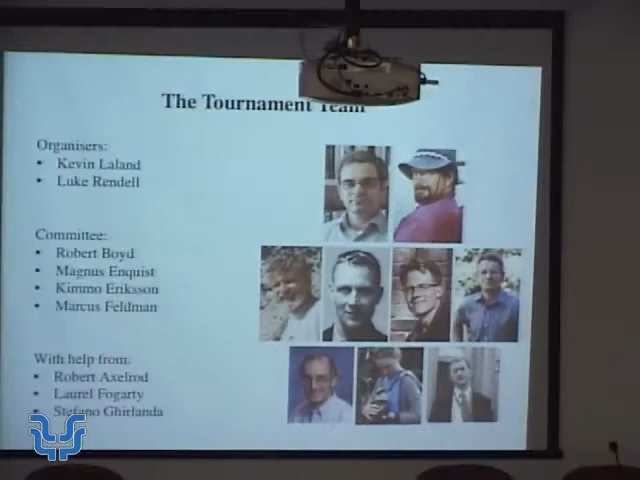 The Tournament Team
Organisers:
• Kevin Laland
• Luke Rendell
Committee:
• Robert Boyd
• Magnus Enquist
• Kimmo Eriksson
• Marcus Feldman
With help from:
• Robert Axelrod
• Laurel Fogarty
• Stefano Ghirlanda